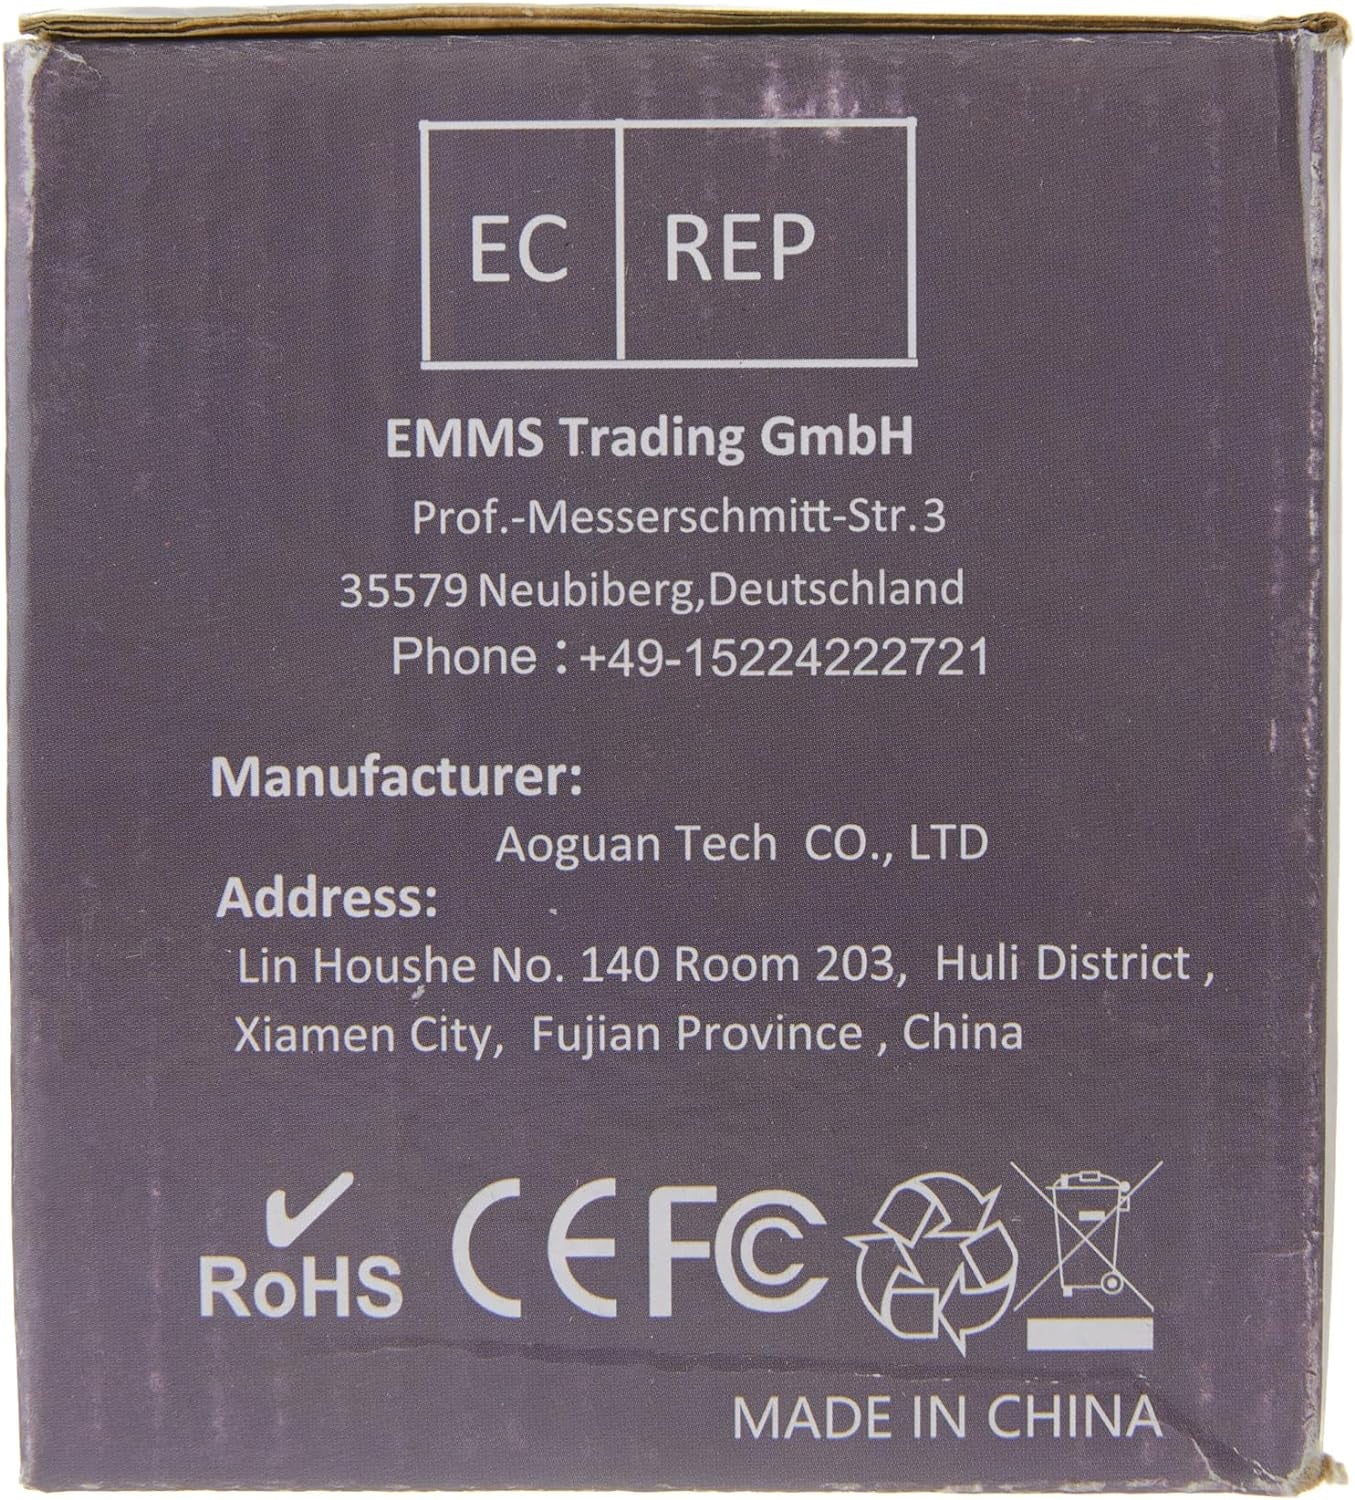 EC REP
EMMS Trading GmbH
Prof.-Messerschmitt-Str.3
35579 Neubiberg,Deutschland
Phone：+49-15224222721
Manufacturer:
Aoguan Tech CO., LTD
Address:
Lin Houshe No. 140 Room 203, Huli District ,
Xiamen City, Fujian Province , China
RoHS CE FC
MADE IN CHINA